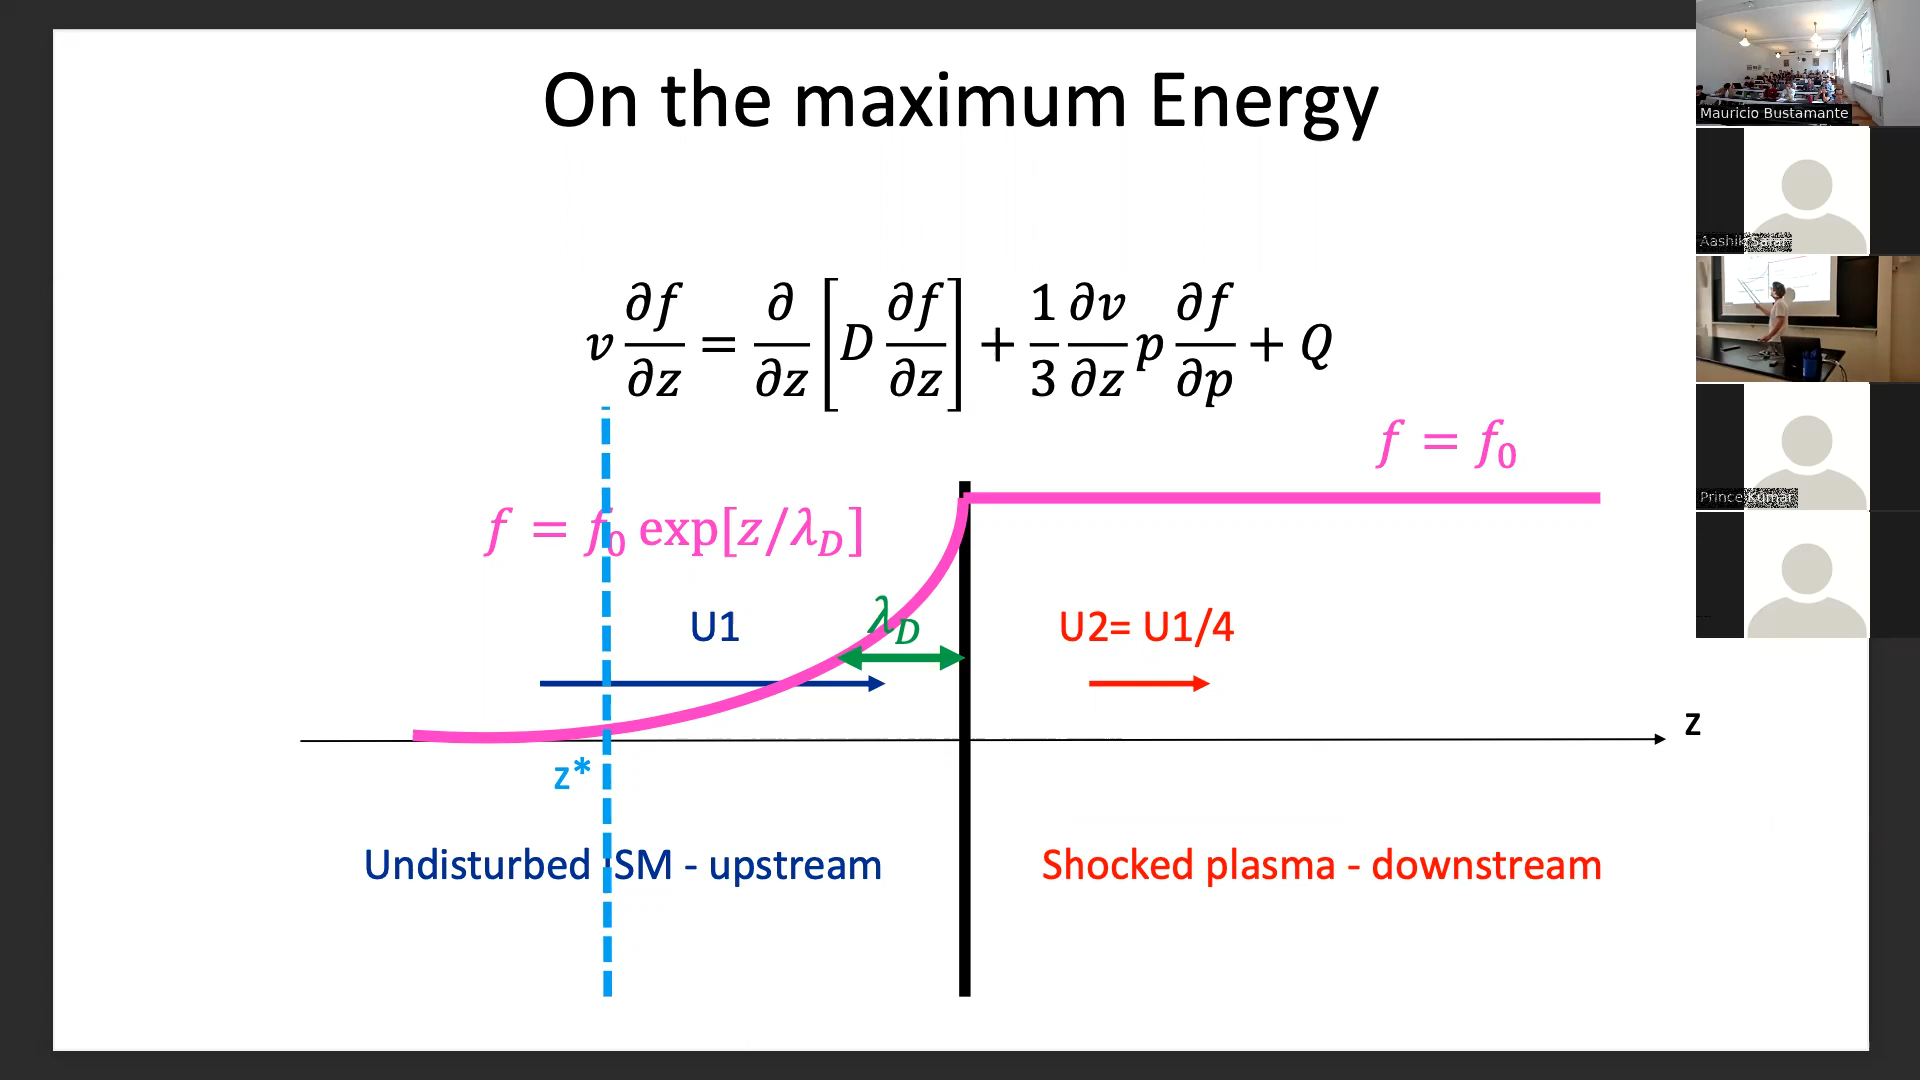 On the maximum Energy
v ∂f/∂z = ∂/∂z [D ∂f/∂z] + 1/3 ∂v/∂z p ∂f/∂p + Q
f = f₀
f = f₀ exp[z/λ_D]
λ_D
U1
U2= U1/4
z
z*
Undisturbed ISM - upstream
Shocked plasma - downstream
Mauricio Bustamante
Prince Kumar